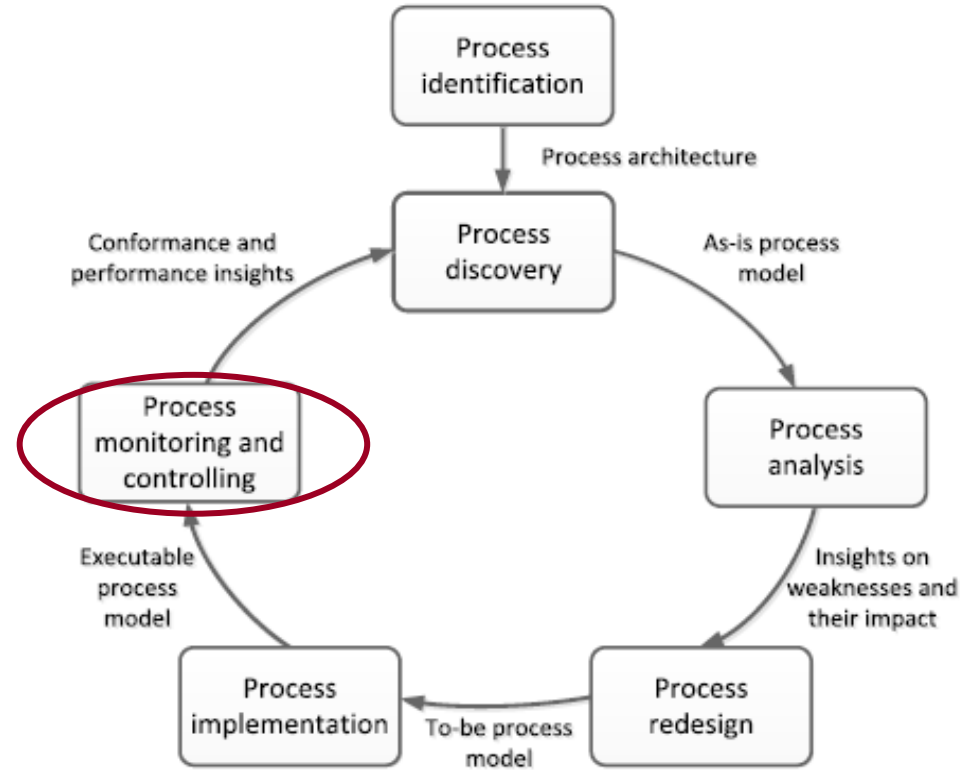 Process
identification
Process architecture
Process
discovery
Conformance and
performance insights
As-is process
model
Process
monitoring and
controlling
Process
analysis
Executable
process
model
Insights on
weaknesses and
their impact
Process
implementation
To-be process
model
Process
redesign